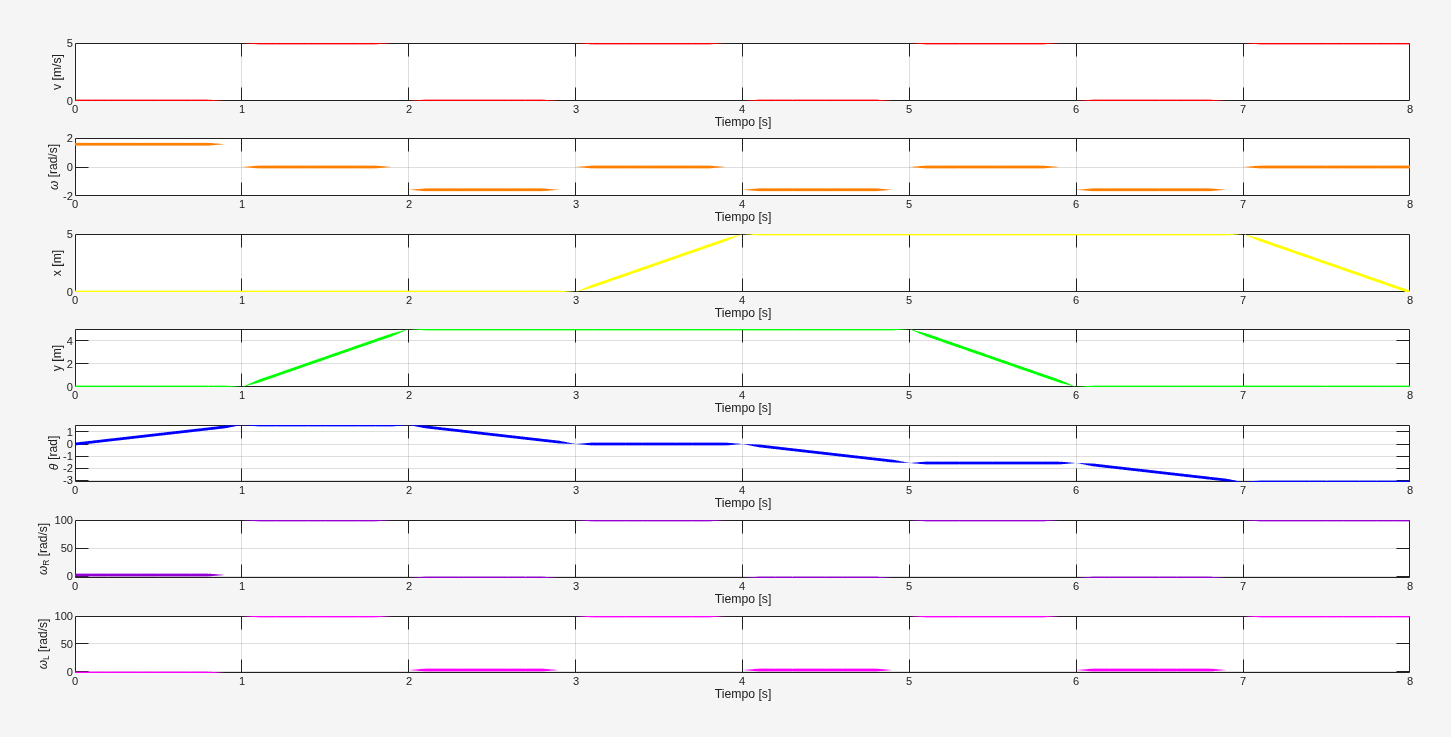 v [m/s]
5
0
0 1 2 3 4 5 6 7 8
Tiempo [s]
ω [rad/s]
2
0
-2
0 1 2 3 4 5 6 7 8
Tiempo [s]
x [m]
5
0
0 1 2 3 4 5 6 7 8
Tiempo [s]
y [m]
4
2
0
0 1 2 3 4 5 6 7 8
Tiempo [s]
θ [rad]
1
0
-1
-2
-3
0 1 2 3 4 5 6 7 8
Tiempo [s]
ωR [rad/s]
100
50
0
0 1 2 3 4 5 6 7 8
Tiempo [s]
ωL [rad/s]
100
50
0
0 1 2 3 4 5 6 7 8
Tiempo [s]